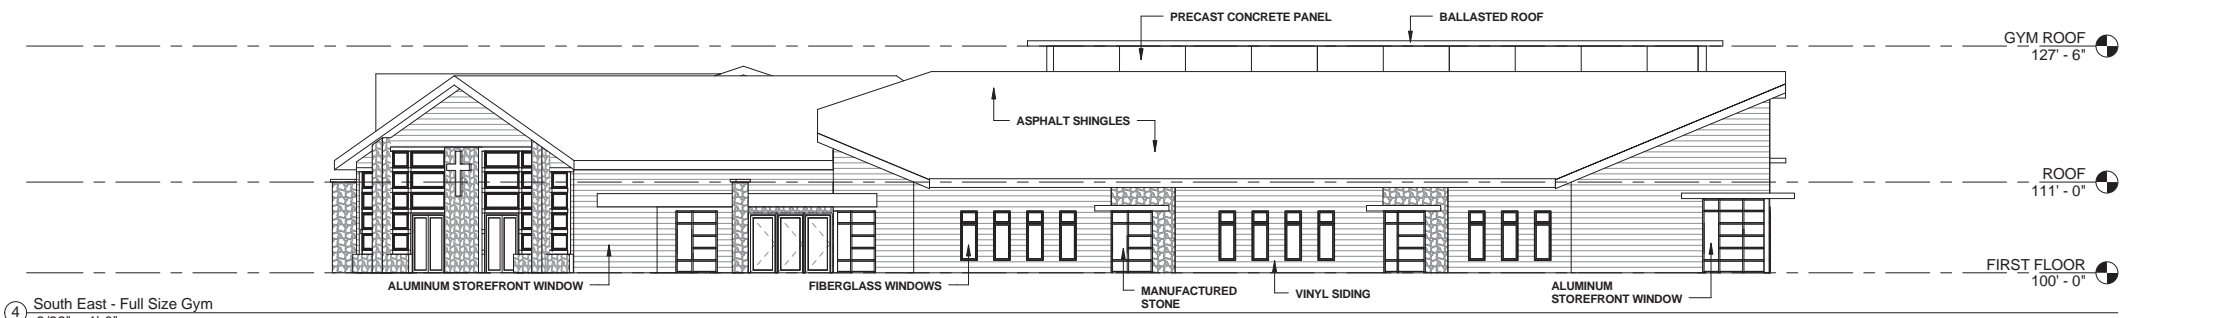 PRECAST CONCRETE PANEL
BALLASTED ROOF
GYM ROOF
127' - 6"
ASPHALT SHINGLES
ROOF
111' - 0"
FIRST FLOOR
100' - 0"
ALUMINUM STOREFRONT WINDOW
FIBERGLASS WINDOWS
MANUFACTURED
STONE
VINYL SIDING
ALUMINUM
STOREFRONT WINDOW
4
South East - Full Size Gym